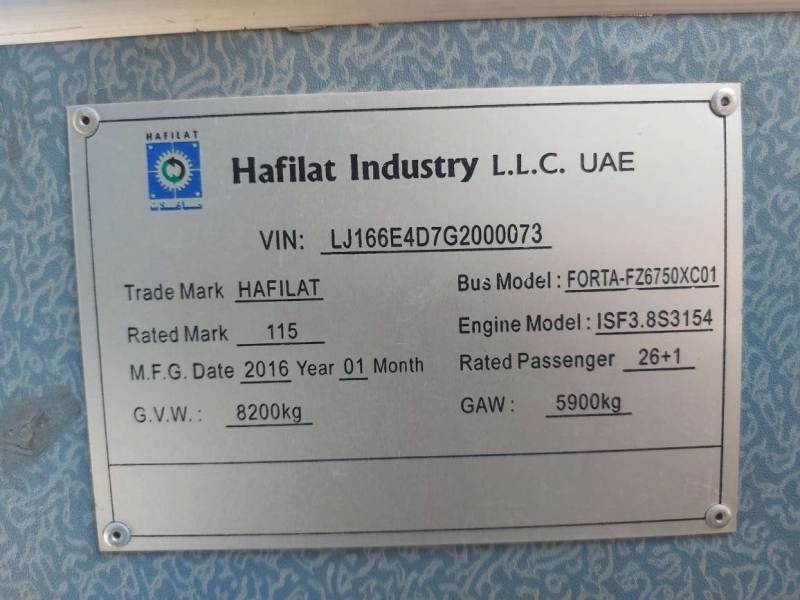 HAFILAT
حافلات
Hafilat Industry L.L.C. UAE
VIN: LJ166E4D7G2000073
Trade Mark HAFILAT Bus Model : FORTA-FZ6750XC01
Rated Mark 115 Engine Model : ISF3.8S3154
M.F.G. Date 2016 Year 01 Month Rated Passenger 26+1
G.V.W. : 8200kg GAW : 5900kg